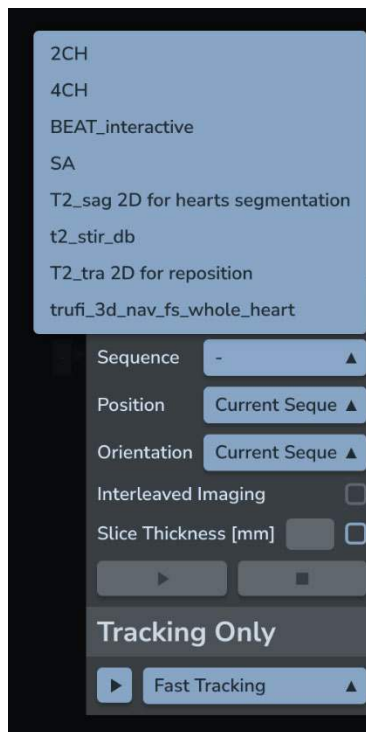 2CH
4CH
BEAT_interactive
SA
T2_sag 2D for hearts segmentation
t2_stir_db
T2_tra 2D for reposition
trufi_3d_nav_fs_whole_heart
Sequence - ▲
Position Current Seque ▲
Orientation Current Seque ▲
Interleaved Imaging
Slice Thickness [mm]
Tracking Only
Fast Tracking ▲